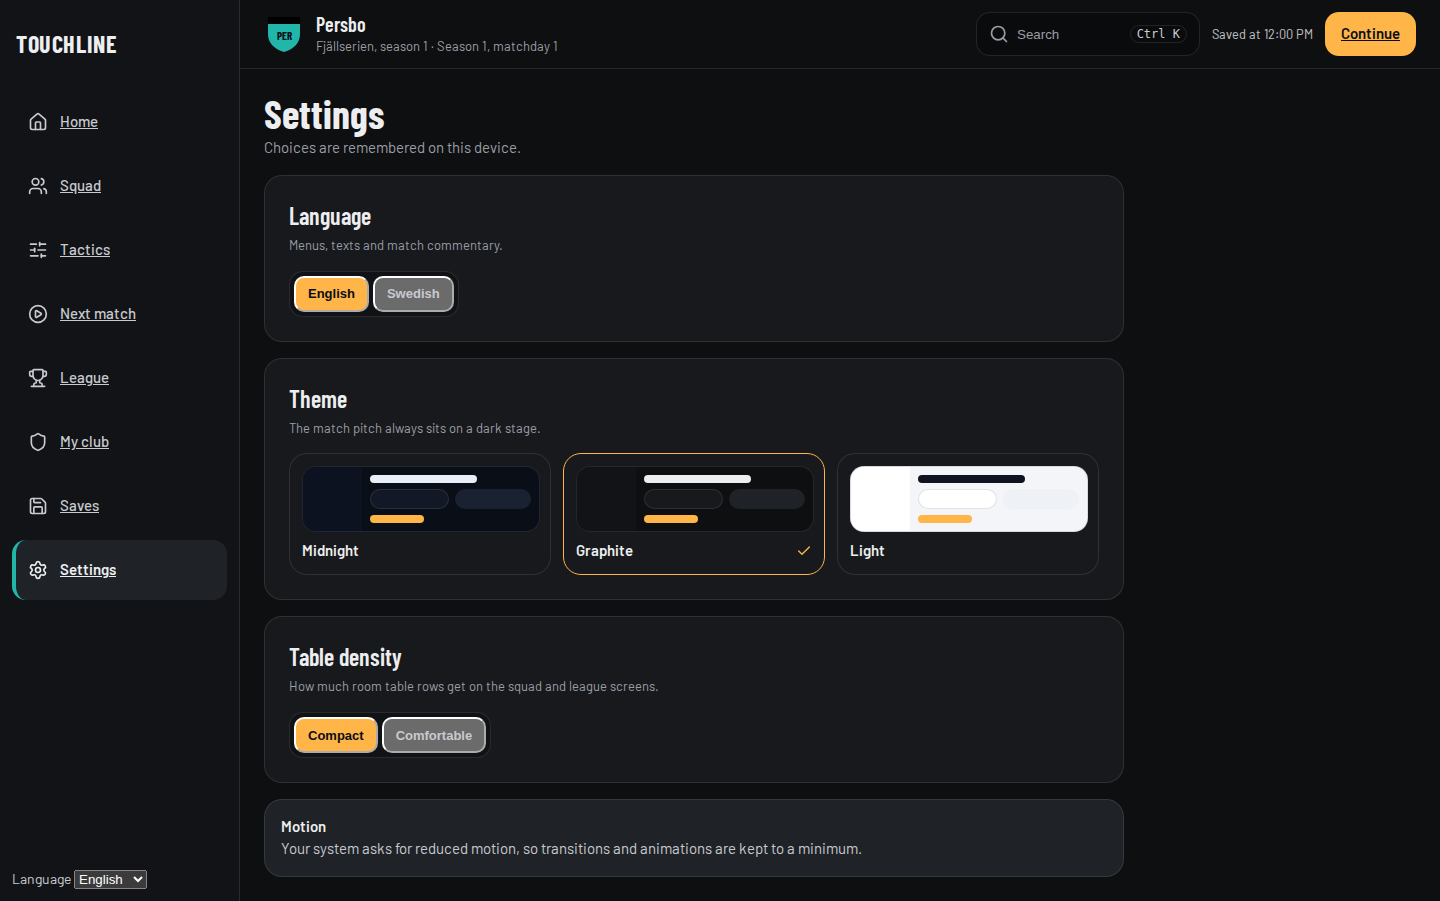 TOUCHLINE
Home
Squad
Tactics
Next match
League
My club
Saves
Settings
Language English
PER
Persbo
Fjällserien, season 1 · Season 1, matchday 1
Search Ctrl K
Saved at 12:00 PM
Continue
Settings
Choices are remembered on this device.
Language
Menus, texts and match commentary.
English Swedish
Theme
The match pitch always sits on a dark stage.
Midnight Graphite Light
Table density
How much room table rows get on the squad and league screens.
Compact Comfortable
Motion
Your system asks for reduced motion, so transitions and animations are kept to a minimum.